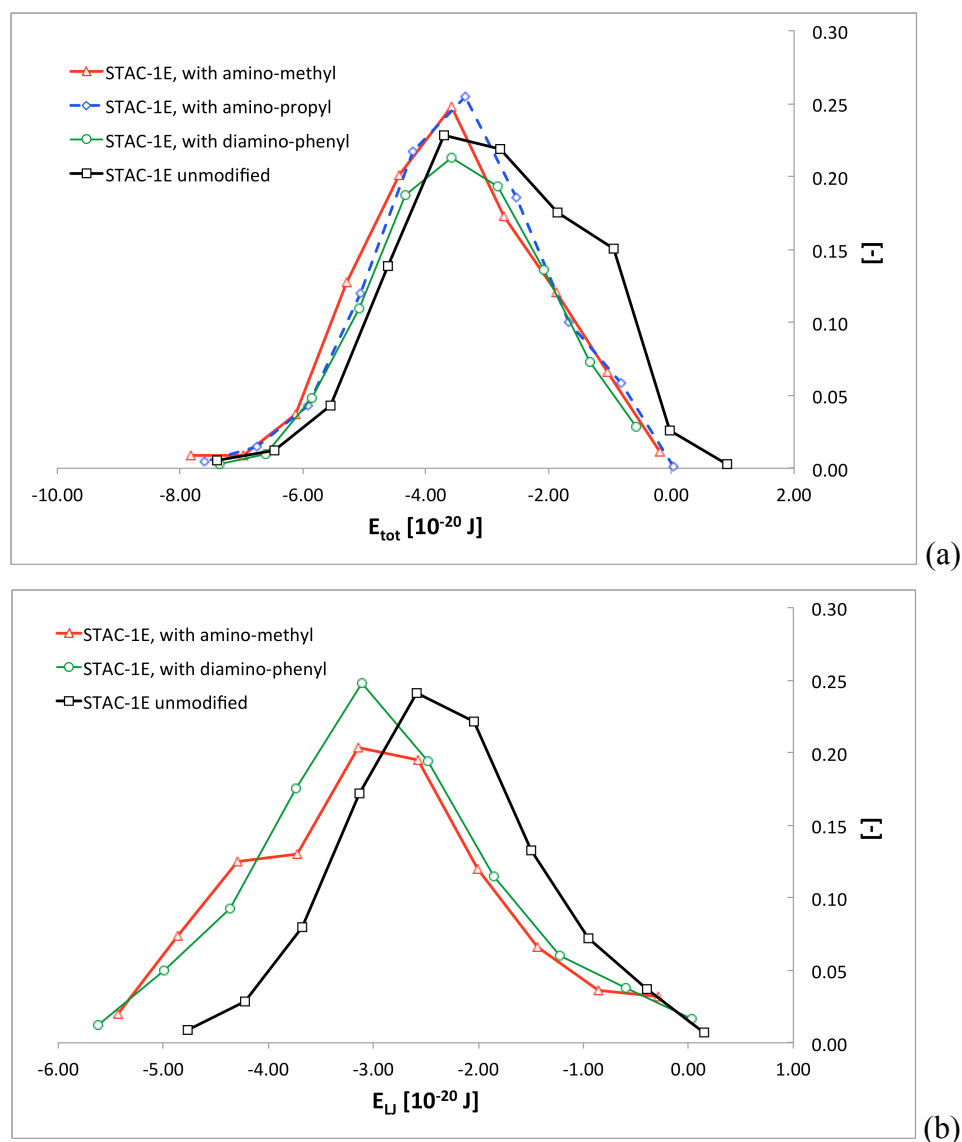 0.30
STAC-1E, with amino-methyl
STAC-1E, with amino-propyl
STAC-1E, with diamino-phenyl
STAC-1E unmodified
0.25
0.20
0.15
[-]
0.10
0.05
0.00
-10.00 -8.00 -6.00 -4.00 -2.00 0.00 2.00
E_tot [10^-20 J]
(a)
0.30
STAC-1E, with amino-methyl
STAC-1E, with diamino-phenyl
STAC-1E unmodified
0.25
0.20
0.15
[-]
0.10
0.05
0.00
-6.00 -5.00 -4.00 -3.00 -2.00 -1.00 0.00 1.00
E_LJ [10^-20 J]
(b)